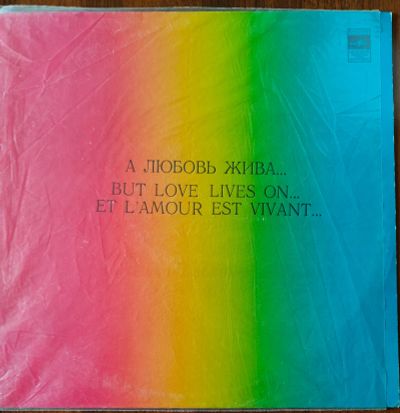 А ЛЮБОВЬ ЖИВА...
BUT LOVE LIVES ON...
ET L'AMOUR EST VIVANT...